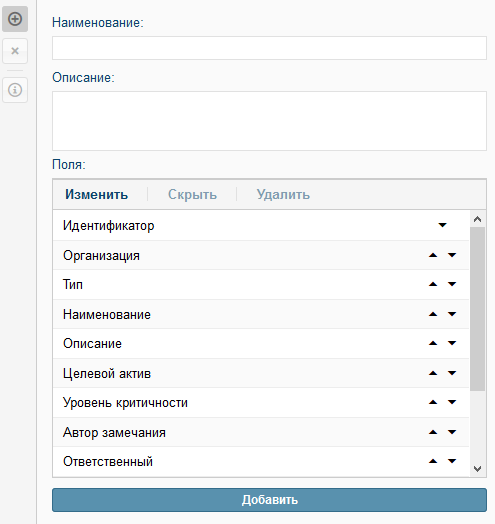 Наименование:
Описание:
Поля:
Изменить Скрыть Удалить
Идентификатор
Организация
Тип
Наименование
Описание
Целевой актив
Уровень критичности
Автор замечания
Ответственный
Добавить